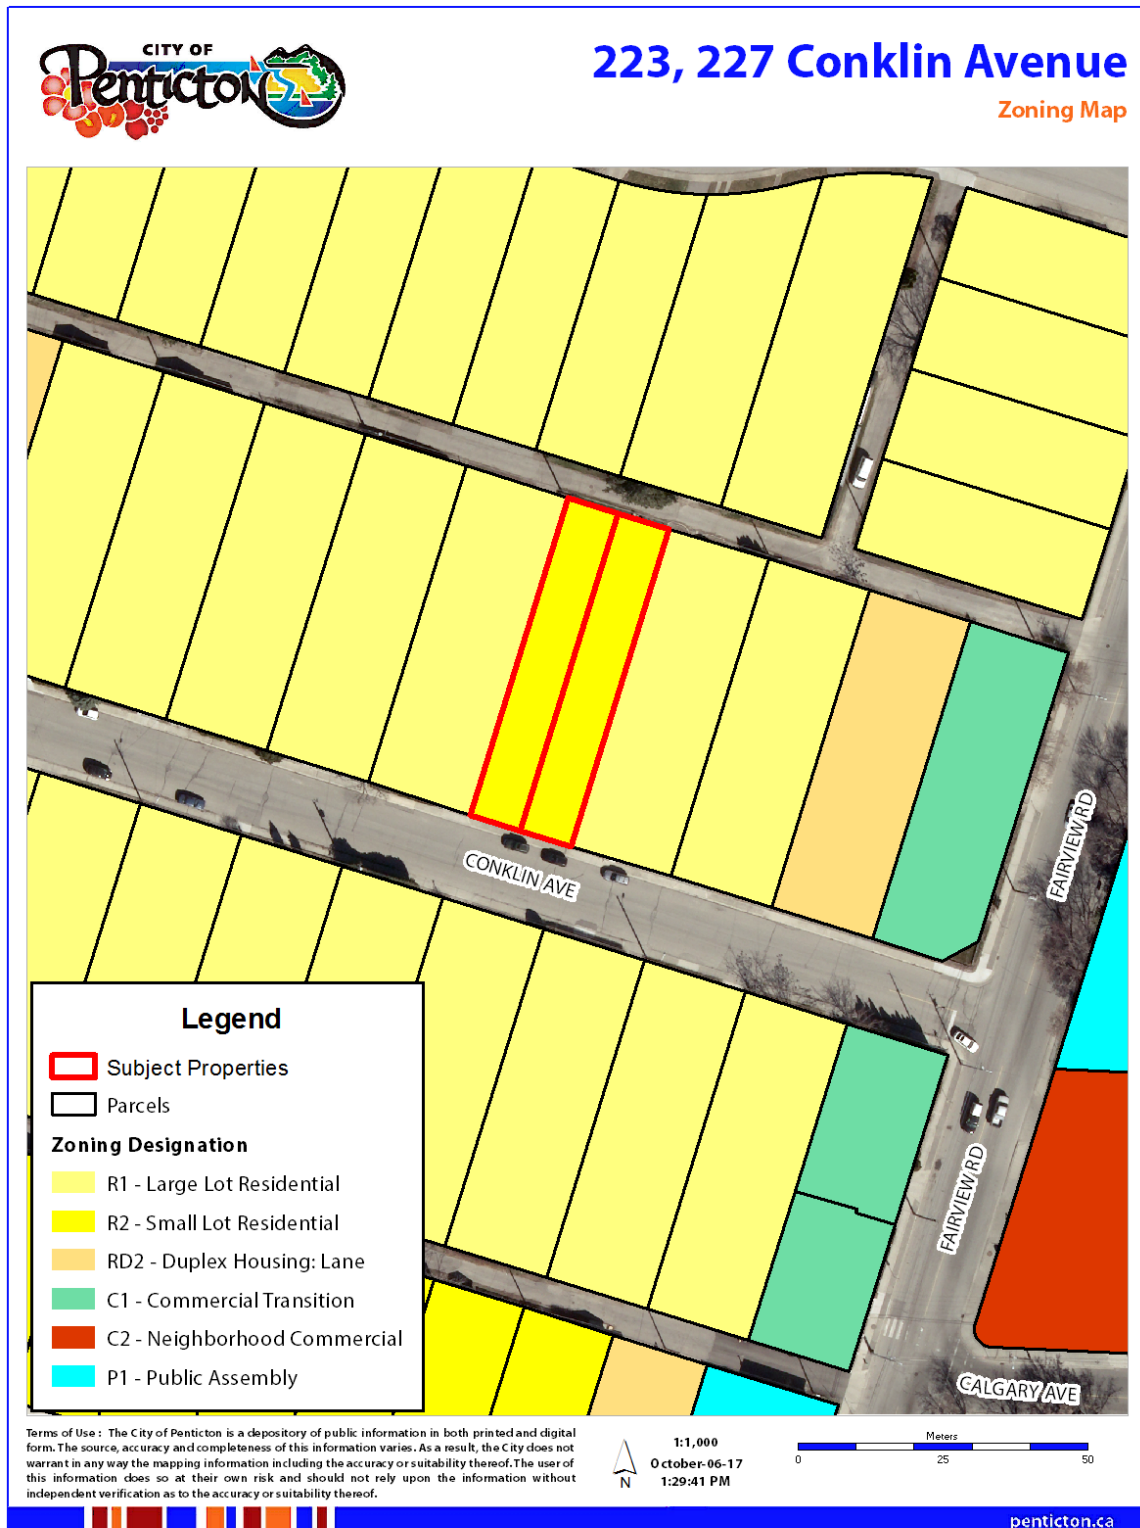 CITY OF
Penticton
223, 227 Conklin Avenue
Zoning Map
CONKLIN AVE
FAIRVIEW RD
FAIRVIEW RD
CALGARY AVE
Legend
Subject Properties
Parcels
Zoning Designation
R1 - Large Lot Residential
R2 - Small Lot Residential
RD2 - Duplex Housing: Lane
C1 - Commercial Transition
C2 - Neighborhood Commercial
P1 - Public Assembly
Terms of Use : The City of Penticton is a depository of public information in both printed and digital
form. The source, accuracy and completeness of this information varies. As a result, the City does not
warrant in any way the mapping information including the accuracy or suitability thereof. The user of
this information does so at their own risk and should not rely upon the information without
independent verification as to the accuracy or suitability thereof.
N
1:1,000
October-06-17
1:29:41 PM
Meters
0 25 50
penticton.ca